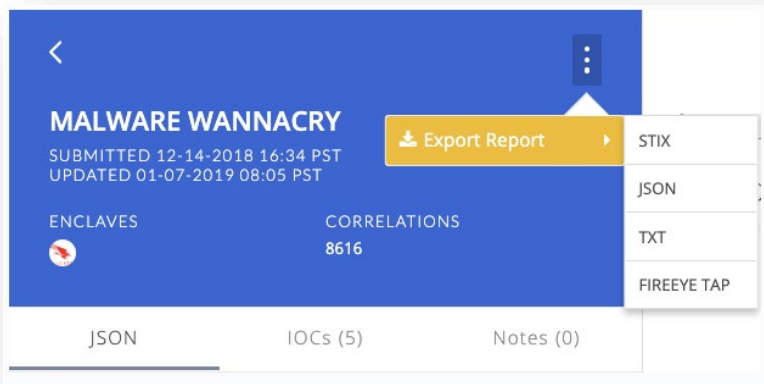 MALWARE WANNACRY
Export Report
STIX
SUBMITTED 12-14-2018 16:34 PST
UPDATED 01-07-2019 08:05 PST
JSON
ENCLAVES
CORRELATIONS
TXT
8616
FIREEYE TAP
JSON
IOCs (5)
Notes (0)